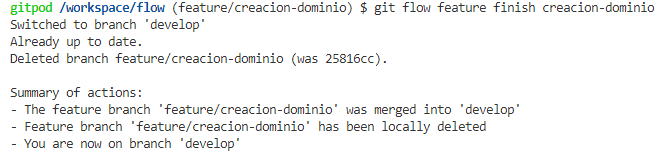 gitpod /workspace/flow (feature/creacion-dominio) $ git flow feature finish creacion-dominio
Switched to branch 'develop'
Already up to date.
Deleted branch feature/creacion-dominio (was 25816cc).

Summary of actions:
- The feature branch 'feature/creacion-dominio' was merged into 'develop'
- Feature branch 'feature/creacion-dominio' has been locally deleted
- You are now on branch 'develop'